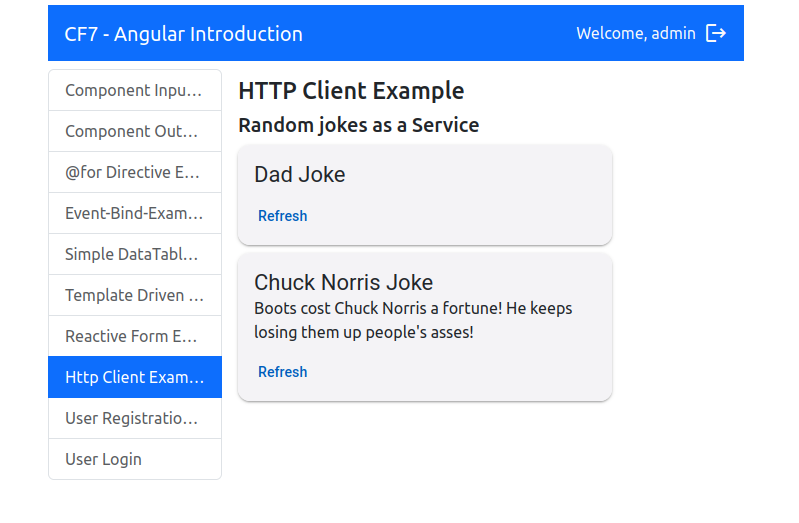 CF7 - Angular Introduction
Welcome, admin
Component Inpu...
Component Out...
@for Directive E...
Event-Bind-Exam...
Simple DataTabl...
Template Driven ...
Reactive Form E...
Http Client Exam...
User Registratio...
User Login
HTTP Client Example
Random jokes as a Service
Dad Joke
Refresh
Chuck Norris Joke
Boots cost Chuck Norris a fortune! He keeps
losing them up people's asses!
Refresh